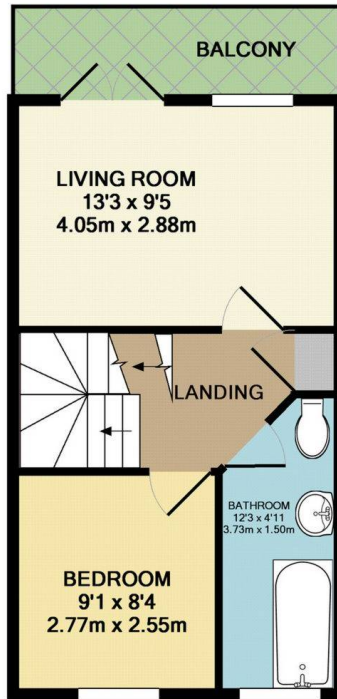 BALCONY
LIVING ROOM
13'3 x 9'5
4.05m x 2.88m
LANDING
BATHROOM
12'3 x 4'11
3.73m x 1.50m
BEDROOM
9'1 x 8'4
2.77m x 2.55m